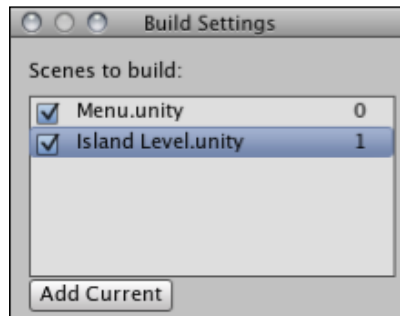 Build Settings
Scenes to build:
Menu.unity 0
Island Level.unity 1
Add Current